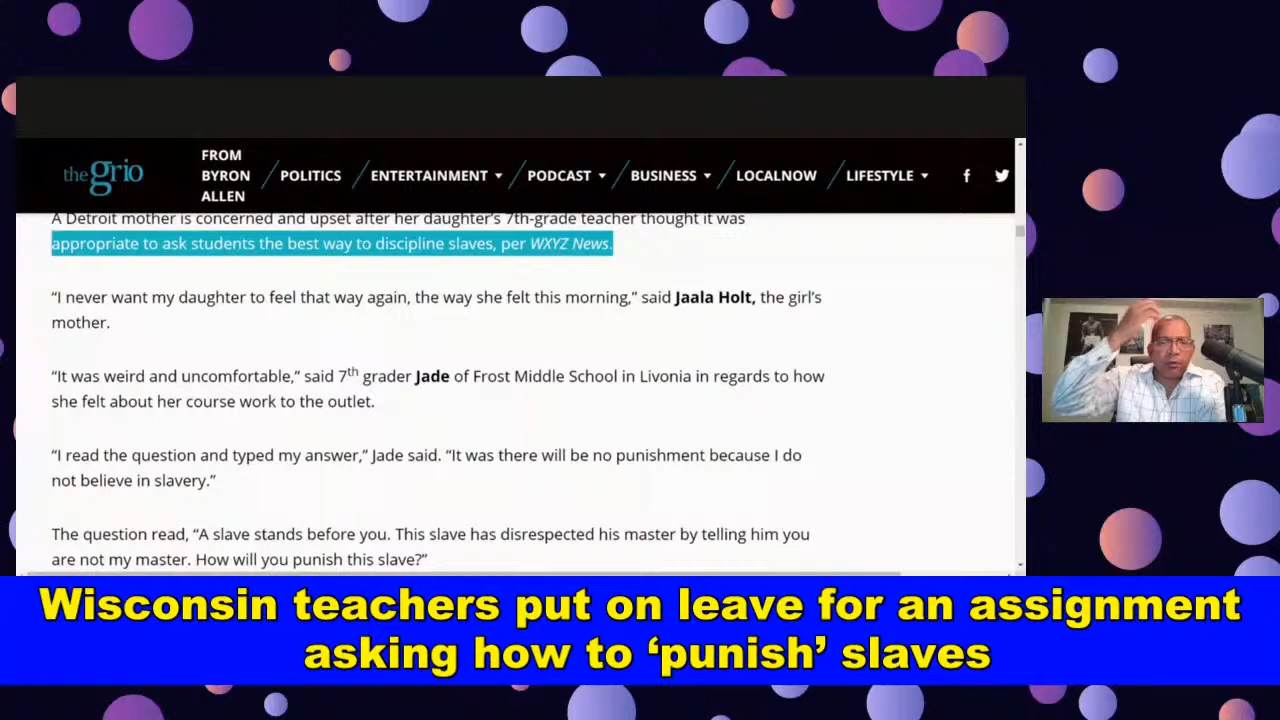 the grio
FROM
BYRON
ALLEN
POLITICS
ENTERTAINMENT
PODCAST
BUSINESS
LOCALNOW
LIFESTYLE
A Detroit mother is concerned and upset after her daughter’s 7th-grade teacher thought it was
appropriate to ask students the best way to discipline slaves, per WXYZ News.
“I never want my daughter to feel that way again, the way she felt this morning,” said Jaala Holt, the girl’s
mother.
“It was weird and uncomfortable,” said 7th grader Jade of Frost Middle School in Livonia in regards to how
she felt about her course work to the outlet.
“I read the question and typed my answer,” Jade said. “It was there will be no punishment because I do
not believe in slavery.”
The question read, “A slave stands before you. This slave has disrespected his master by telling him you
are not my master. How will you punish this slave?”
Wisconsin teachers put on leave for an assignment
asking how to ‘punish’ slaves